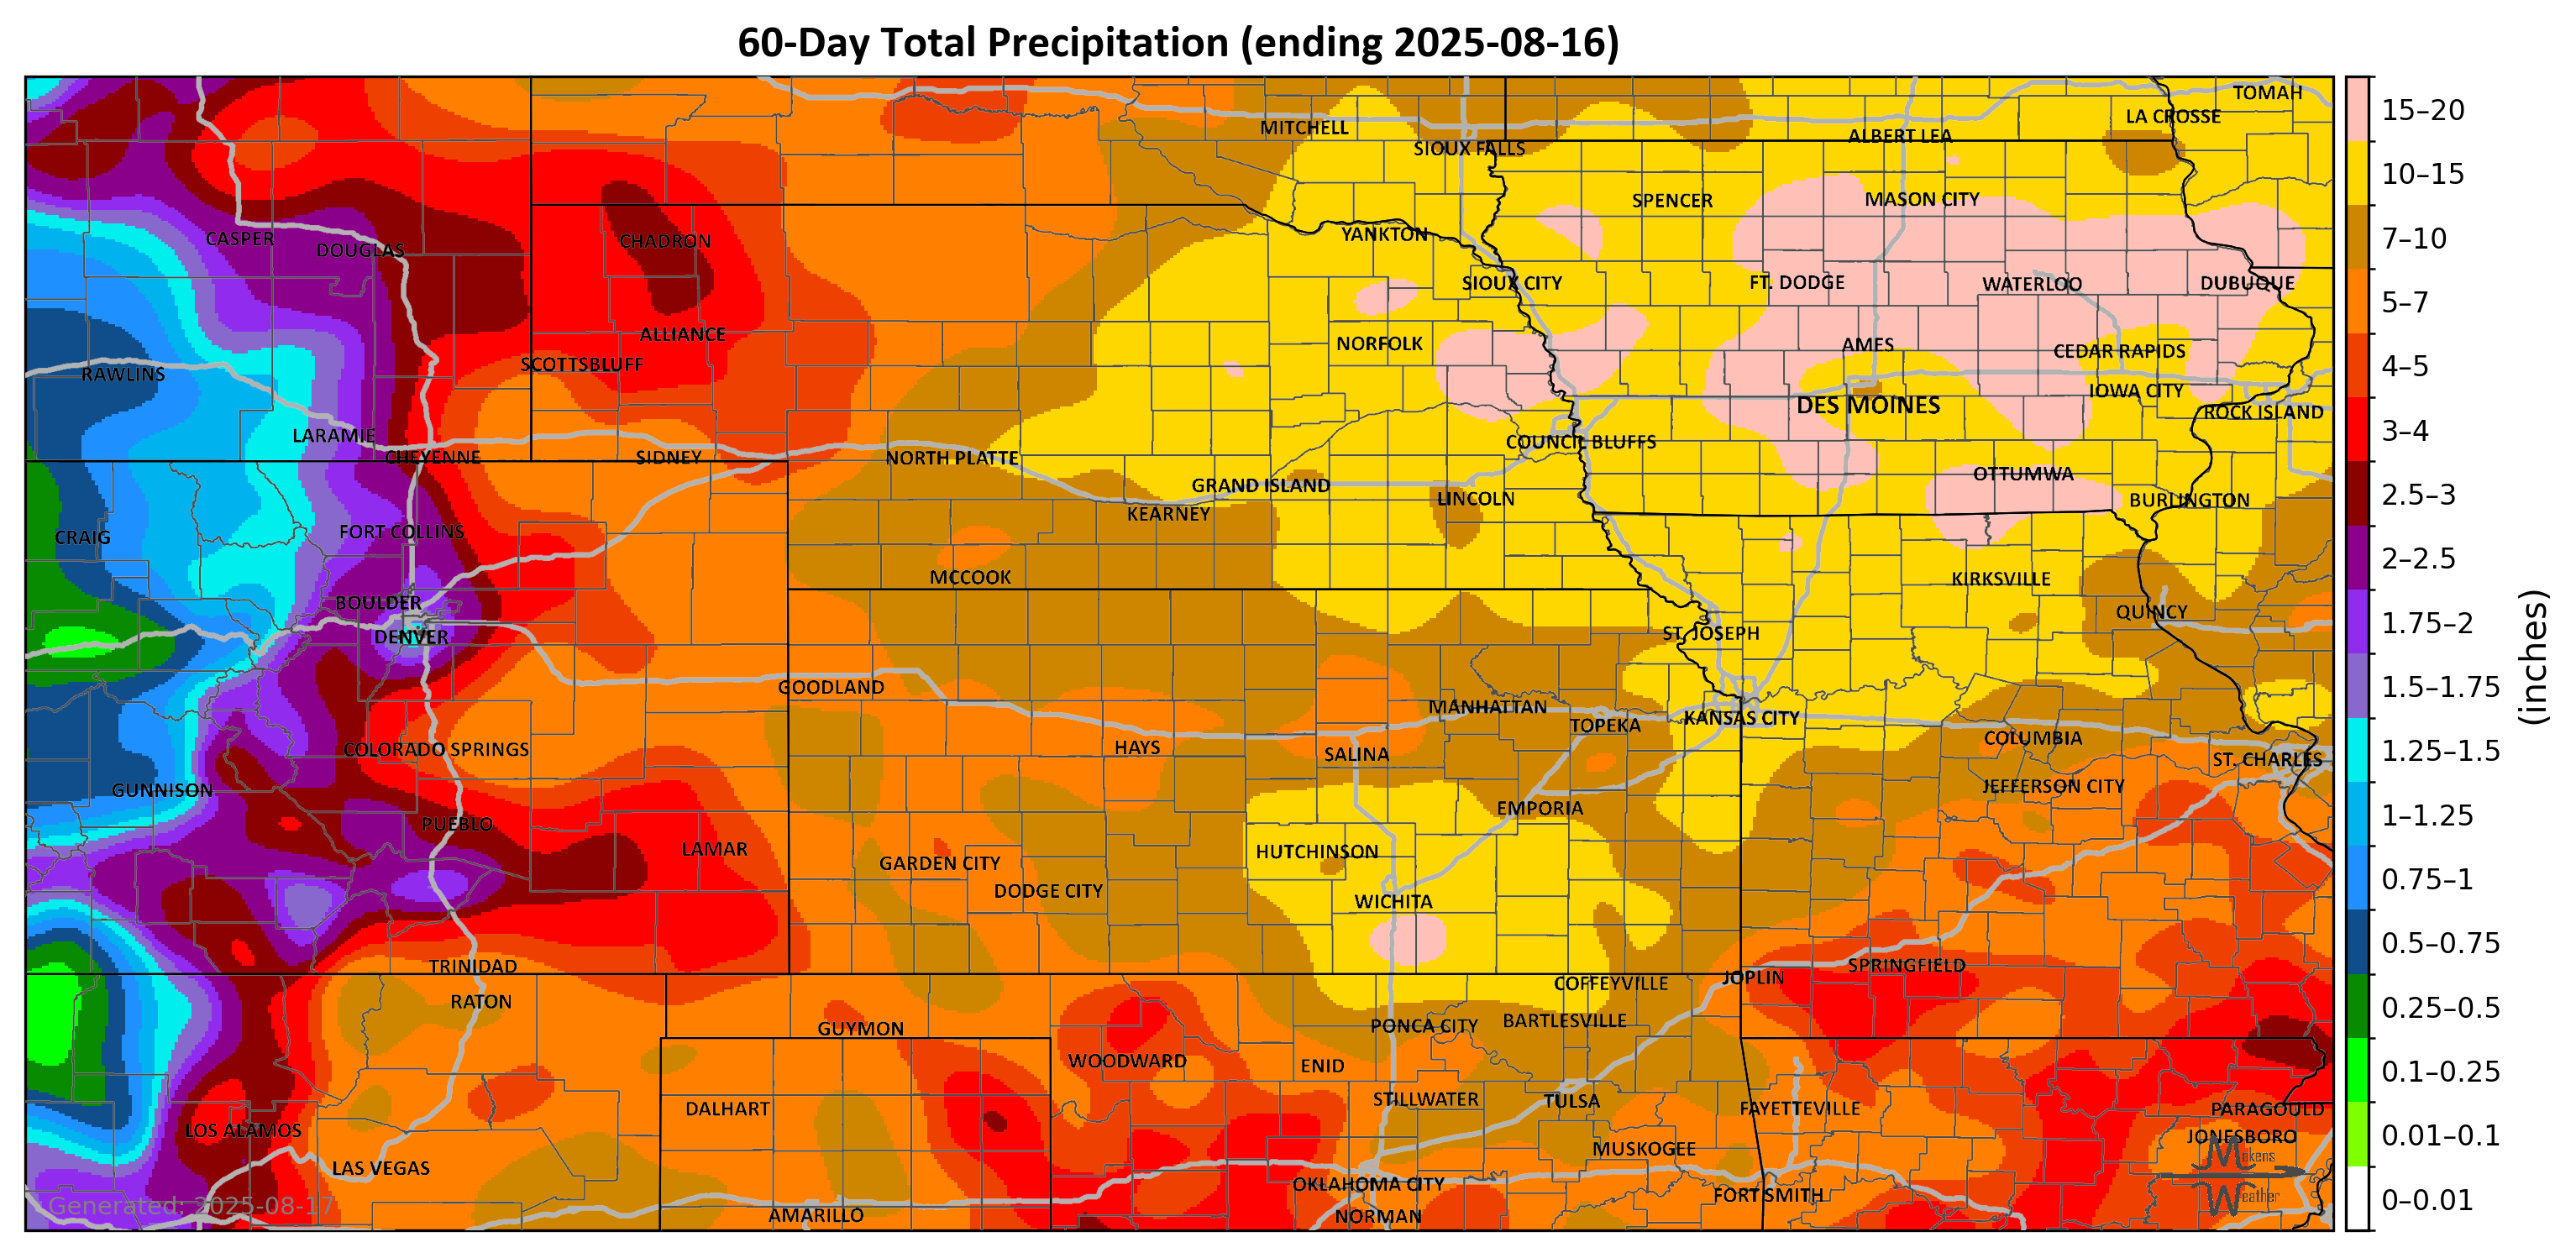 60-Day Total Precipitation (ending 2025-08-16)
TOMAH
LA CROSSE
MITCHELL
ALBERT LEA
SIOUX FALLS
SPENCER
MASON CITY
CASPER
DOUGLAS
CHADRON
YANKTON
SIOUX CITY
FT. DODGE
WATERLOO
DUBUQUE
ALLIANCE
NORFOLK
AMES
CEDAR RAPIDS
SCOTTSBLUFF
RAWLINS
IOWA CITY
DES MOINES
ROCK ISLAND
LARAMIE
COUNCIL BLUFFS
CHEYENNE
SIDNEY
NORTH PLATTE
OTTUMWA
GRAND ISLAND
LINCOLN
BURLINGTON
KEARNEY
FORT COLLINS
CRAIG
MCCOOK
KIRKSVILLE
BOULDER
QUINCY
DENVER
ST. JOSEPH
GOODLAND
MANHATTAN
KANSAS CITY
TOPEKA
COLUMBIA
COLORADO SPRINGS
HAYS
SALINA
ST. CHARLES
GUNNISON
JEFFERSON CITY
EMPORIA
PUEBLO
LAMAR
HUTCHINSON
GARDEN CITY
DODGE CITY
WICHITA
TRINIDAD
SPRINGFIELD
JOPLIN
COFFEYVILLE
RATON
BARTLESVILLE
PONCA CITY
GUYMON
WOODWARD
ENID
STILLWATER
TULSA
DALHART
FAYETTEVILLE
PARAGOULD
LOS ALAMOS
JONESBORO
MUSKOGEE
LAS VEGAS
OKLAHOMA CITY
FORT SMITH
AMARILLO
NORMAN
Generated: 2025-08-17
Mekens
Weather
15–20
10–15
7–10
5–7
4–5
3–4
2.5–3
2–2.5
1.75–2
1.5–1.75
1.25–1.5
1–1.25
0.75–1
0.5–0.75
0.25–0.5
0.1–0.25
0.01–0.1
0–0.01
(inches)